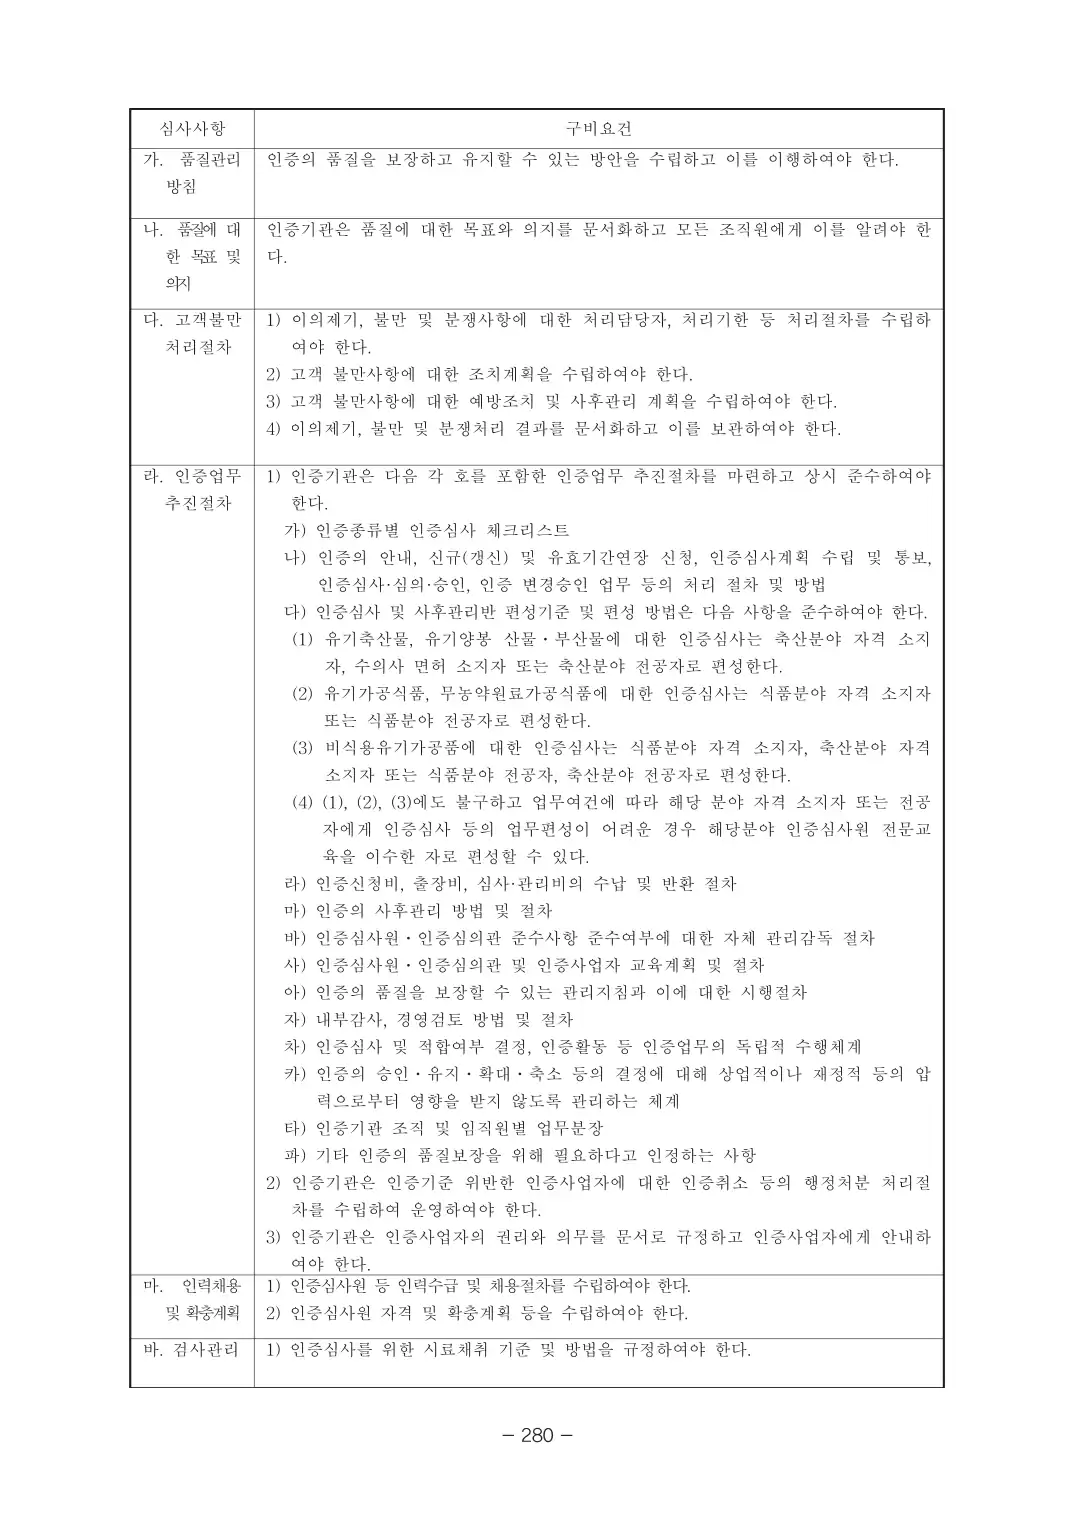 심사사항
구비요건
가. 품질관리
방침
인증의 품질을 보장하고 유지할 수 있는 방안을 수립하고 이를 이행하여야 한다.
나. 품질에 대
한 목표 및
의지
인증기관은 품질에 대한 목표와 의지를 문서화하고 모든 조직원에게 이를 알려야 한
다.
다. 고객불만
처리절차
1) 이의제기, 불만 및 분쟁사항에 대한 처리담당자, 처리기한 등 처리절차를 수립하
여야 한다.
2) 고객 불만사항에 대한 조치계획을 수립하여야 한다.
3) 고객 불만사항에 대한 예방조치 및 사후관리 계획을 수립하여야 한다.
4) 이의제기, 불만 및 분쟁처리 결과를 문서화하고 이를 보관하여야 한다.
라. 인증업무
추진절차
1) 인증기관은 다음 각 호를 포함한 인증업무 추진절차를 마련하고 상시 준수하여야
한다.
가) 인증종류별 인증심사 체크리스트
나) 인증의 안내, 신규(갱신) 및 유효기간연장 신청, 인증심사계획 수립 및 통보,
인증심사·심의·승인, 인증 변경승인 업무 등의 처리 절차 및 방법
다) 인증심사 및 사후관리반 편성기준 및 편성 방법은 다음 사항을 준수하여야 한다.
(1) 유기축산물, 유기양봉 산물・부산물에 대한 인증심사는 축산분야 자격 소지
자, 수의사 면허 소지자 또는 축산분야 전공자로 편성한다.
(2) 유기가공식품, 무농약원료가공식품에 대한 인증심사는 식품분야 자격 소지자
또는 식품분야 전공자로 편성한다.
(3) 비식용유기가공품에 대한 인증심사는 식품분야 자격 소지자, 축산분야 자격
소지자 또는 식품분야 전공자, 축산분야 전공자로 편성한다.
(4) (1), (2), (3)에도 불구하고 업무여건에 따라 해당 분야 자격 소지자 또는 전공
자에게 인증심사 등의 업무편성이 어려운 경우 해당분야 인증심사원 전문교
육을 이수한 자로 편성할 수 있다.
라) 인증신청비, 출장비, 심사·관리비의 수납 및 반환 절차
마) 인증의 사후관리 방법 및 절차
바) 인증심사원・인증심의관 준수사항 준수여부에 대한 자체 관리감독 절차
사) 인증심사원・인증심의관 및 인증사업자 교육계획 및 절차
아) 인증의 품질을 보장할 수 있는 관리지침과 이에 대한 시행절차
자) 내부감사, 경영검토 방법 및 절차
차) 인증심사 및 적합여부 결정, 인증활동 등 인증업무의 독립적 수행체계
카) 인증의 승인・유지・확대・축소 등의 결정에 대해 상업적이나 재정적 등의 압
력으로부터 영향을 받지 않도록 관리하는 체계
타) 인증기관 조직 및 임직원별 업무분장
파) 기타 인증의 품질보장을 위해 필요하다고 인정하는 사항
2) 인증기관은 인증기준 위반한 인증사업자에 대한 인증취소 등의 행정처분 처리절
차를 수립하여 운영하여야 한다.
3) 인증기관은 인증사업자의 권리와 의무를 문서로 규정하고 인증사업자에게 안내하
여야 한다.
마. 인력채용
및 확충계획
1) 인증심사원 등 인력수급 및 채용절차를 수립하여야 한다.
2) 인증심사원 자격 및 확충계획 등을 수립하여야 한다.
바. 검사관리
1) 인증심사를 위한 시료채취 기준 및 방법을 규정하여야 한다.
- 280 -